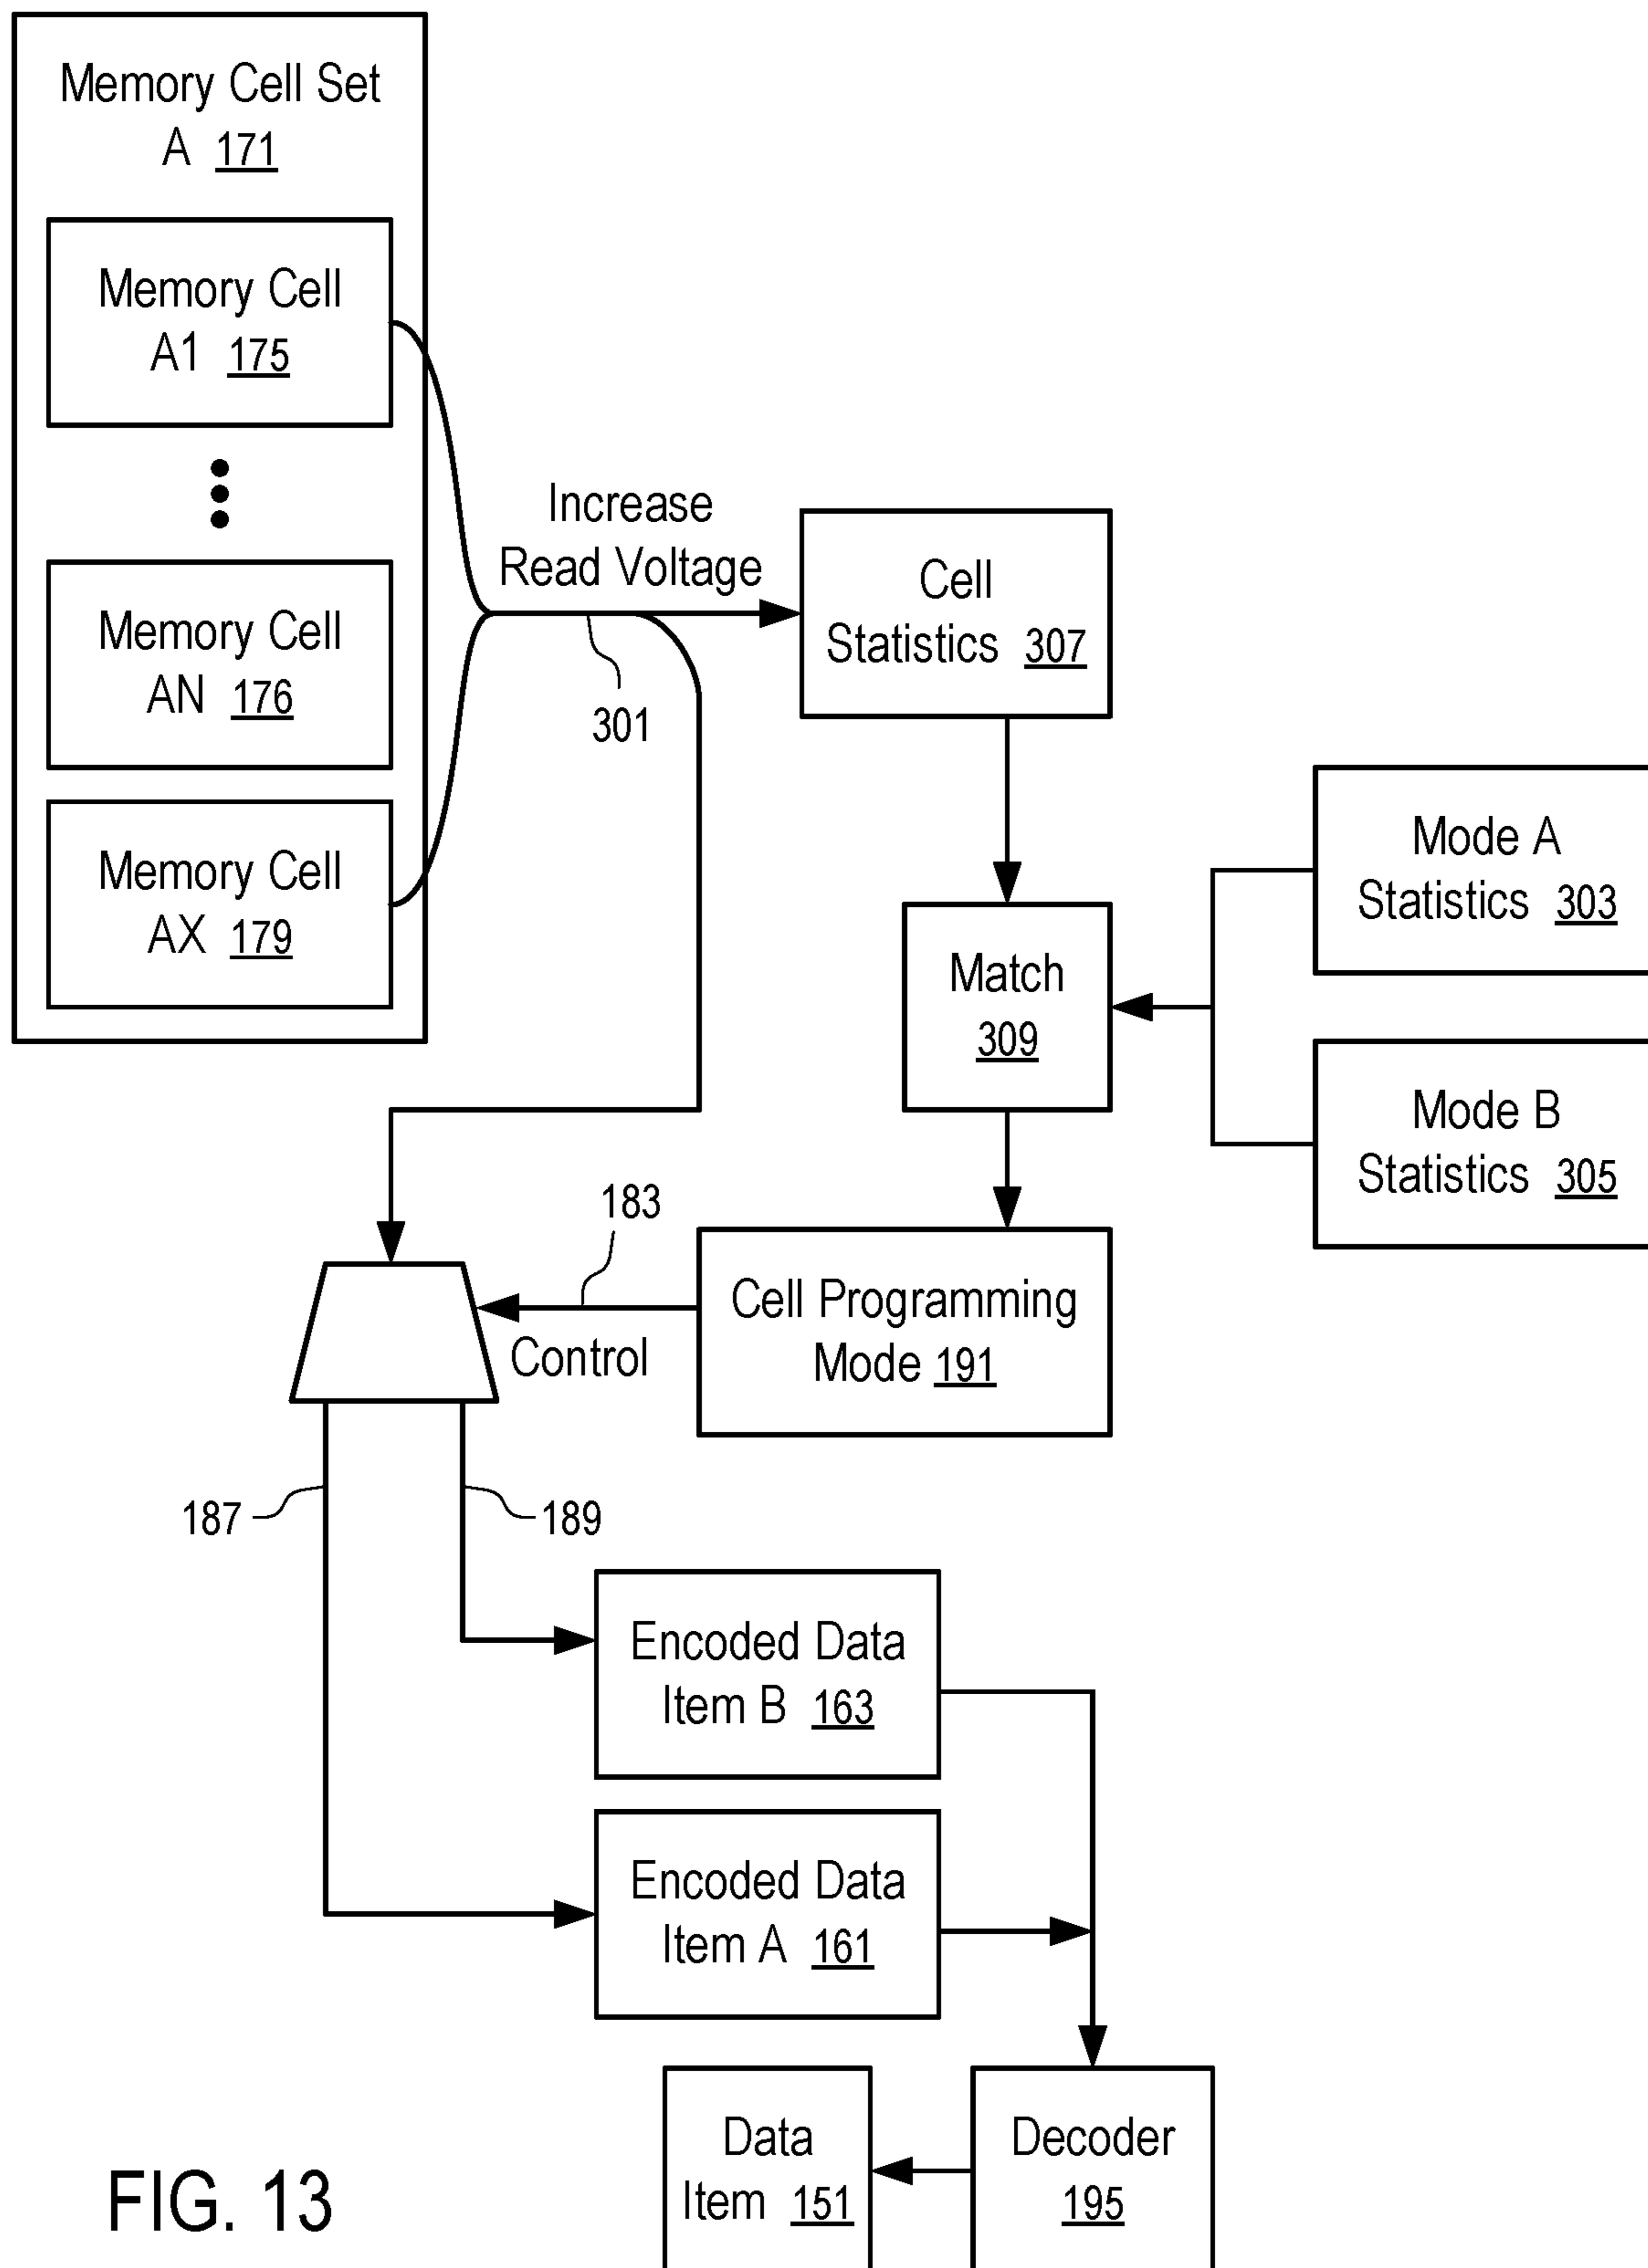 Memory Cell Set
A 171
Memory Cell
A1 175
Memory Cell
AN 176
Memory Cell
AX 179
Increase
Read Voltage
301
Cell
Statistics 307
Mode A
Statistics 303
Match
309
Mode B
Statistics 305
183
Control
Cell Programming
Mode 191
187
189
Encoded Data
Item B 163
Encoded Data
Item A 161
Data
Item 151
Decoder
195
FIG. 13